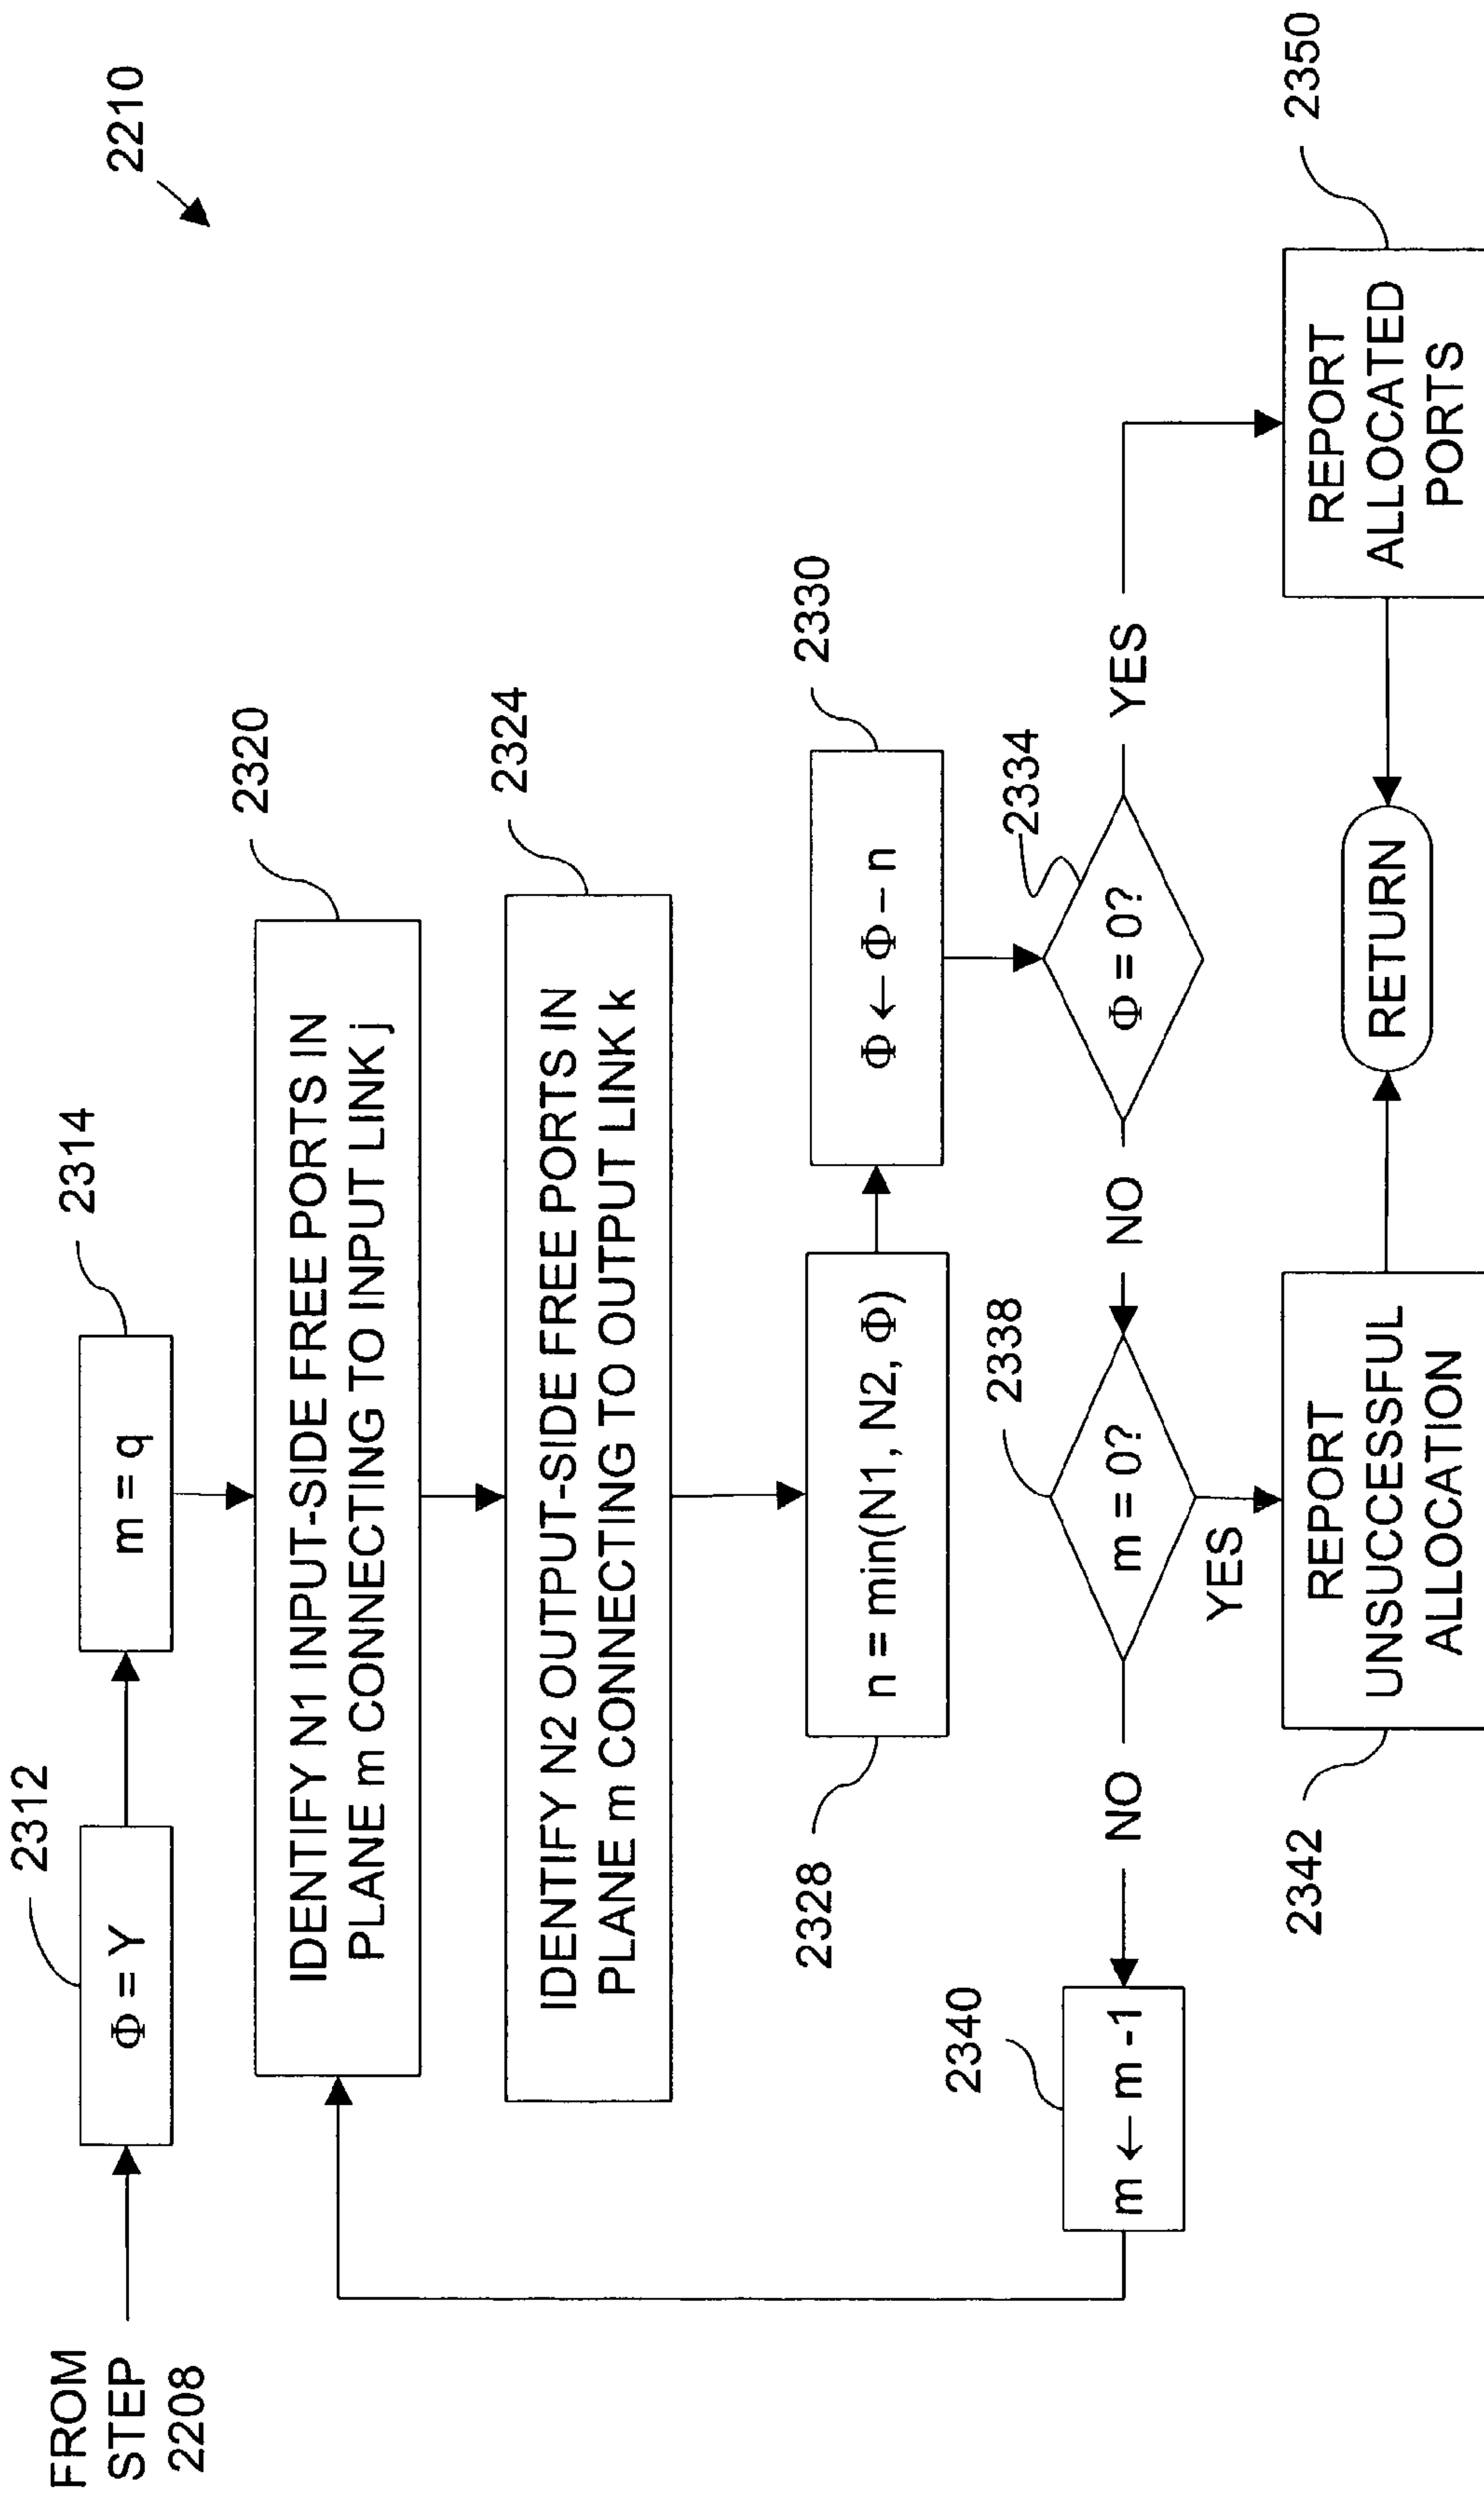 2210
FROM
STEP
2208
2312
Φ = Y
2314
m = q
2320
IDENTIFY N1 INPUT-SIDE FREE PORTS IN
PLANE m CONNECTING TO INPUT LINK j
2324
IDENTIFY N2 OUTPUT-SIDE FREE PORTS IN
PLANE m CONNECTING TO OUTPUT LINK k
2328
n = min(N1, N2, Φ)
2330
Φ ← Φ – n
2334
Φ = 0?
YES
NO
2338
m = 0?
NO
YES
2340
m ← m -1
2342
REPORT
UNSUCCESSFUL
ALLOCATION
RETURN
2350
REPORT
ALLOCATED
PORTS